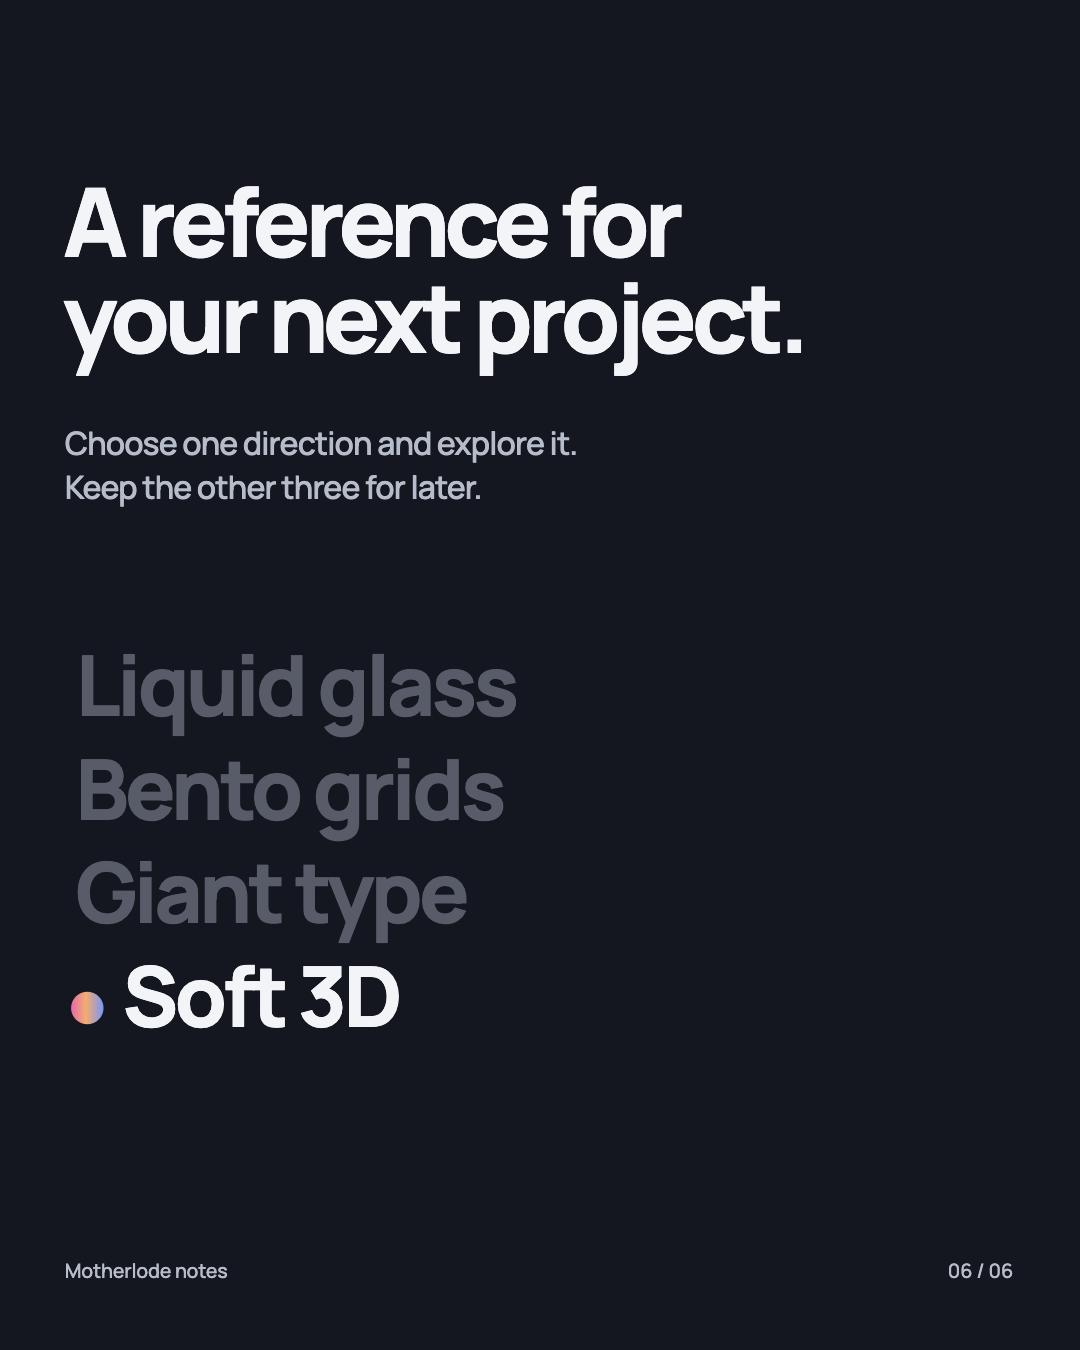 A reference for
your next project.
Choose one direction and explore it.
Keep the other three for later.
Liquid glass
Bento grids
Giant type
Soft 3D
Motherlode notes
06 / 06